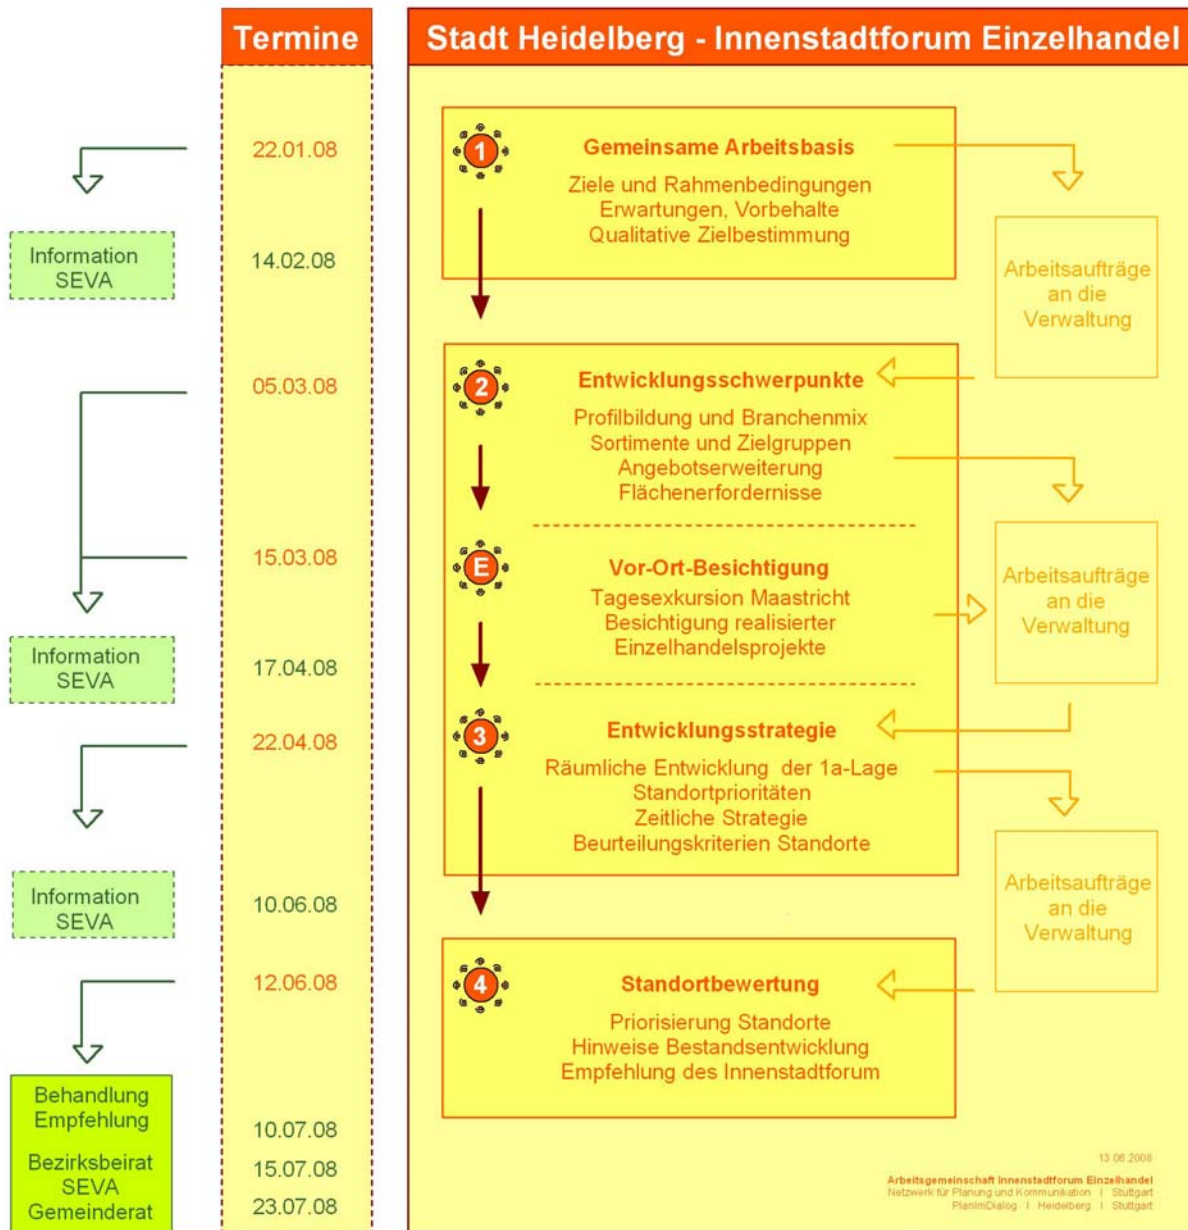 Termine
Stadt Heidelberg - Innenstadtforum Einzelhandel
22.01.08
1
Gemeinsame Arbeitsbasis
Ziele und Rahmenbedingungen
Erwartungen, Vorbehalte
Qualitative Zielbestimmung
Information
SEVA
14.02.08
Arbeitsaufträge
an die
Verwaltung
05.03.08
2
Entwicklungsschwerpunkte
Profilbildung und Branchenmix
Sortimente und Zielgruppen
Angebotserweiterung
Flächenerfordernisse
15.03.08
E
Vor-Ort-Besichtigung
Tagesexkursion Maastricht
Besichtigung realisierter
Einzelhandelsprojekte
Arbeitsaufträge
an die
Verwaltung
Information
SEVA
17.04.08
22.04.08
3
Entwicklungsstrategie
Räumliche Entwicklung der 1a-Lage
Standortprioritäten
Zeitliche Strategie
Beurteilungskriterien Standorte
Information
SEVA
10.06.08
Arbeitsaufträge
an die
Verwaltung
12.06.08
4
Standortbewertung
Priorisierung Standorte
Hinweise Bestandsentwicklung
Empfehlung des Innenstadtforum
Behandlung
Empfehlung
10.07.08
Bezirksbeirat
15.07.08
SEVA
Gemeinderat
23.07.08
13.06.2008
Arbeitsgemeinschaft Innenstadtforum Einzelhandel
Netzwerk für Planung und Kommunikation | Stuttgart
PlanImDialog | Heidelberg | Stuttgart